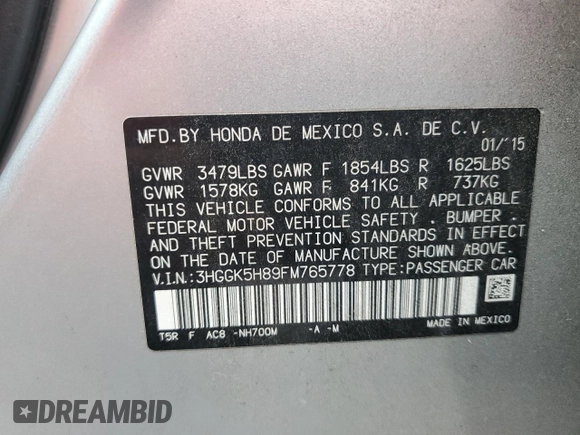 MFD.BY HONDA DE MEXICO S.A. DE C.V.
01/'15
GVWR 3479LBS GAWR F 1854LBS R 1625LBS
GVWR 1578KG GAWR F 841KG R 737KG
THIS VEHICLE CONFORMS TO ALL APPLICABLE
FEDERAL MOTOR VEHICLE SAFETY . BUMPER .
AND THEFT PREVENTION STANDARDS IN EFFECT
ON THE DATE OF MANUFACTURE SHOWN ABOVE.
V.I.N.: 3HGGK5H89FM765778 TYPE: PASSENGER CAR
T5R F AC8 -NH700M -A -M
MADE IN MEXICO
DREAMBID